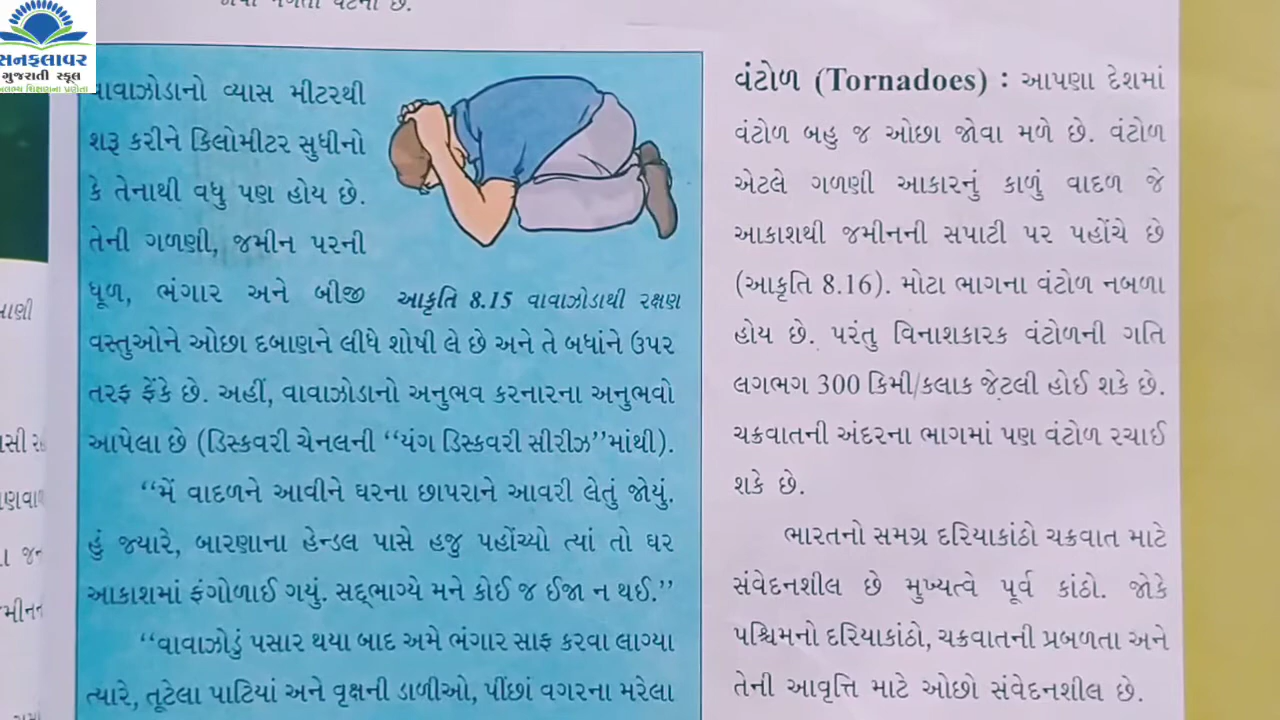 સનફલાવર
ગુજરાતી સ્કૂલ
વાવાઝોડાનો વ્યાસ મીટરથી
શરૂ કરીને કિલોમીટર સુધીનો
કે તેનાથી વધુ પણ હોય છે.
તેની ગળણી, જમીન પરની
ધૂળ, ભંગાર અને બીજી
આકૃતિ 8.15 વાવાઝોડાથી રક્ષણ
વસ્તુઓને ઓછા દબાણને લીધે શોષી લે છે અને તે બધાંને ઉપર
તરફ ફેંકે છે. અહીં, વાવાઝોડાનો અનુભવ કરનારના અનુભવો
આપેલા છે (ડિસ્કવરી ચેનલની “યંગ ડિસ્કવરી સીરીઝ”માંથી).
“મેં વાદળને આવીને ઘરના છાપરાને આવરી લેતું જોયું.
હું જ્યારે, બારણાના હેન્ડલ પાસે હજુ પહોંચ્યો ત્યાં તો ઘર
આકાશમાં ફંગોળાઈ ગયું. સદ્ભાગ્યે મને કોઈ જ ઈજા ન થઈ.”
“વાવાઝોડું પસાર થયા બાદ અમે ભંગાર સાફ કરવા લાગ્યા
ત્યારે, તૂટેલા પાટિયાં અને વૃક્ષની ડાળીઓ, પીંછાં વગરના મરેલા
વંટોળ (Tornadoes) : આપણા દેશમાં
વંટોળ બહુ જ ઓછા જોવા મળે છે. વંટોળ
એટલે ગળણી આકારનું કાળું વાદળ જે
આકાશથી જમીનની સપાટી પર પહોંચે છે
(આકૃતિ 8.16). મોટા ભાગના વંટોળ નબળા
હોય છે. પરંતુ વિનાશકારક વંટોળની ગતિ
લગભગ 300 કિમી/કલાક જેટલી હોઈ શકે છે.
ચક્રવાતની અંદરના ભાગમાં પણ વંટોળ રચાઈ
શકે છે.
ભારતનો સમગ્ર દરિયાકાંઠો ચક્રવાત માટે
સંવેદનશીલ છે મુખ્યત્વે પૂર્વ કાંઠો. જોકે
પશ્ચિમનો દરિયાકાંઠો, ચક્રવાતની પ્રબળતા અને
તેની આવૃત્તિ માટે ઓછો સંવેદનશીલ છે.